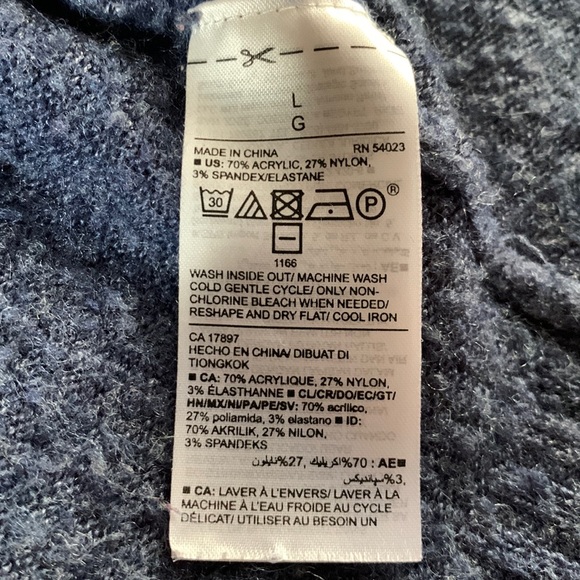 L
G
MADE IN CHINA RN 54023
■ US: 70% ACRYLIC, 27% NYLON,
3% SPANDEX/ELASTANE
30 P ®
1166
WASH INSIDE OUT/ MACHINE WASH
COLD GENTLE CYCLE/ ONLY NON-
CHLORINE BLEACH WHEN NEEDED/
RESHAPE AND DRY FLAT/ COOL IRON
CA 17897
HECHO EN CHINA/ DIBUAT DI
TIONGKOK
■ CA: 70% ACRYLIQUE, 27% NYLON,
3% ÉLASTHANNE ■ CL/CR/DO/EC/GT/
HN/MX/NI/PA/PE/SV: 70% acrílico,
27% poliamida, 3% elastano ■ ID:
70% AKRILIK, 27% NILON,
3% SPANDEKS
■AE : 70% اكريليك, 27% نايلون,
3% سپانديكس,
■ CA: LAVER À L'ENVERS/ LAVER À LA
MACHINE À L'EAU FROIDE AU CYCLE
DÉLICAT/ UTILISER AU BESOIN UN